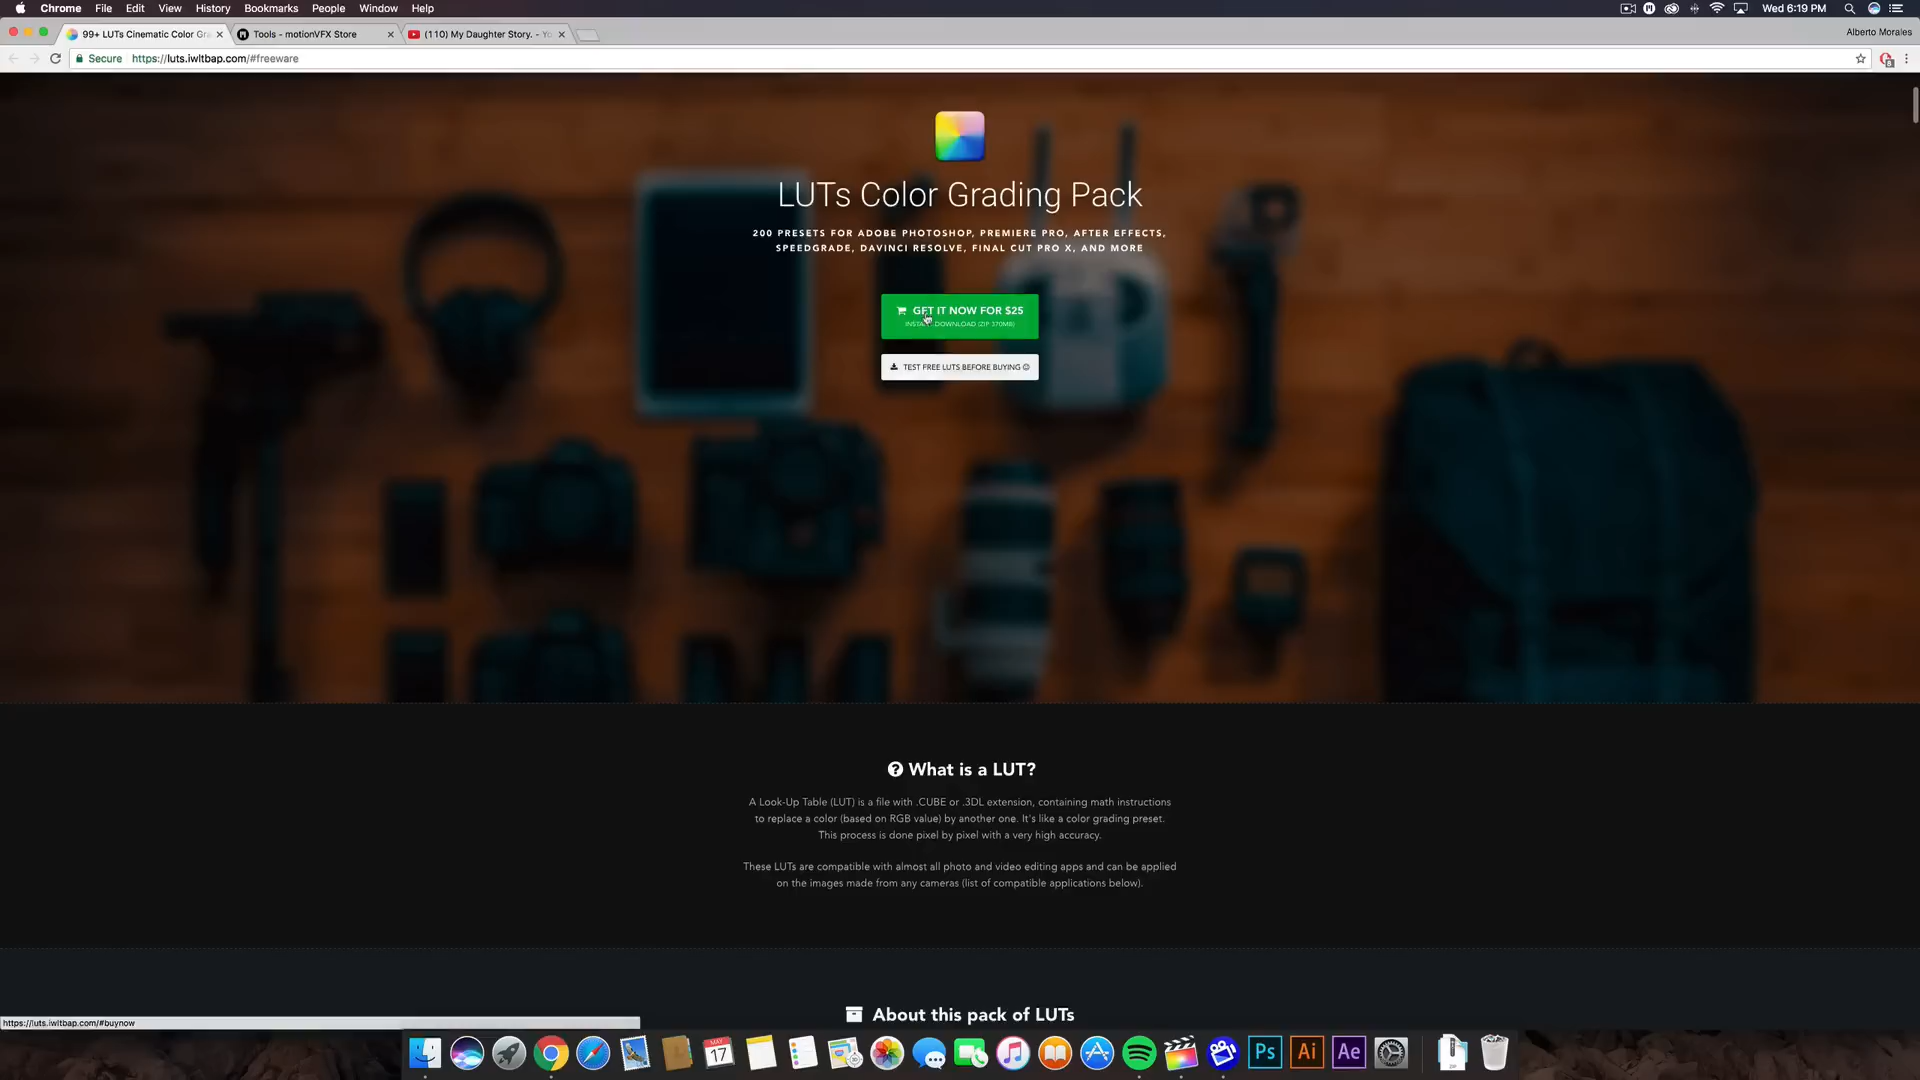 Chrome File Edit View History Bookmarks People Window Help
Wed 6:19 PM
99+ LUTs Cinematic Color Gr
Tools - motionVFX Store
(110) My Daughter Story. - Yo
Alberto Morales
Secure https://luts.iwltbap.com/#freeware
LUTs Color Grading Pack
200 PRESETS FOR ADOBE PHOTOSHOP, PREMIERE PRO, AFTER EFFECTS,
SPEEDGRADE, DAVINCI RESOLVE, FINAL CUT PRO X, AND MORE
GET IT NOW FOR $25
INSTANT DOWNLOAD (ZIP 370MB)
TEST FREE LUTS BEFORE BUYING
What is a LUT?
A Look-Up Table (LUT) is a file with .CUBE or .3DL extension, containing math instructions
to replace a color (based on RGB value) by another one. It's like a color grading preset.
This process is done pixel by pixel with a very high accuracy.
These LUTs are compatible with almost all photo and video editing apps and can be applied
on the images made from any cameras (list of compatible applications below).
About this pack of LUTs
https://luts.iwltbap.com/#buynow
MAY
17
Ps
Ai
Ae